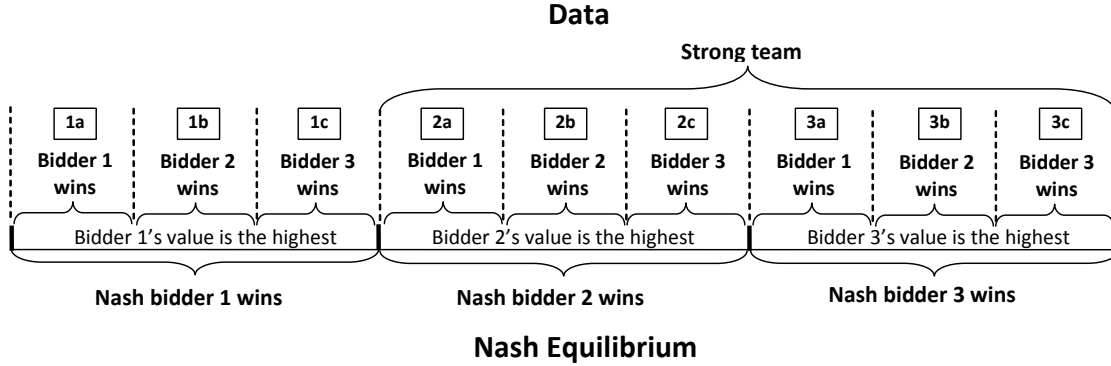 Data
Strong team
1a 1b 1c 2a 2b 2c 3a 3b 3c
Bidder 1 Bidder 2 Bidder 3 Bidder 1 Bidder 2 Bidder 3 Bidder 1 Bidder 2 Bidder 3
wins wins wins wins wins wins wins wins wins
Bidder 1's value is the highest Bidder 2's value is the highest Bidder 3's value is the highest
Nash bidder 1 wins Nash bidder 2 wins Nash bidder 3 wins
Nash Equilibrium